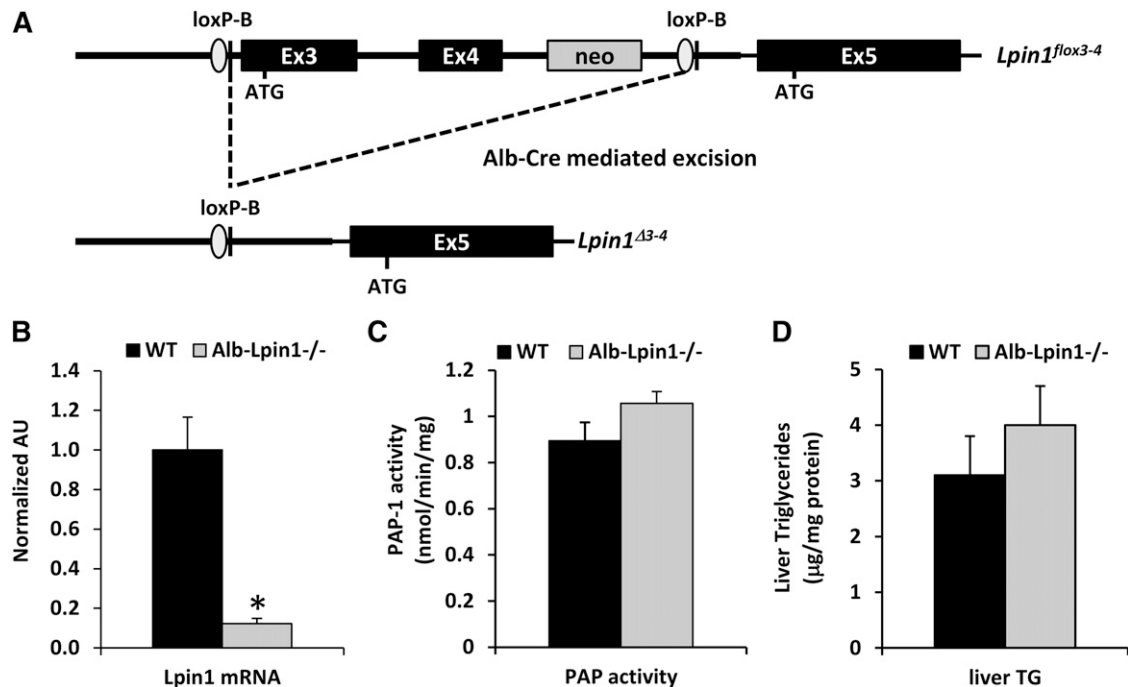 A
loxP-B loxP-B
Ex3 Ex4 neo Ex5 Lpin1flox3-4
ATG ATG
Alb-Cre mediated excision
loxP-B
Ex5 Lpin1Δ3-4
ATG
B
WT Alb-Lpin1-/-
1.4
1.2
1.0
0.8
0.6
0.4
0.2
0.0
Normalized AU
*
Lpin1 mRNA
C
WT Alb-Lpin1-/-
1.2
1
0.8
0.6
0.4
0.2
0
PAP-1 activity
(nmol/min/mg)
PAP activity
D
WT Alb-Lpin1-/-
5
4
3
2
1
0
Liver Triglycerides
(μg/mg protein)
liver TG